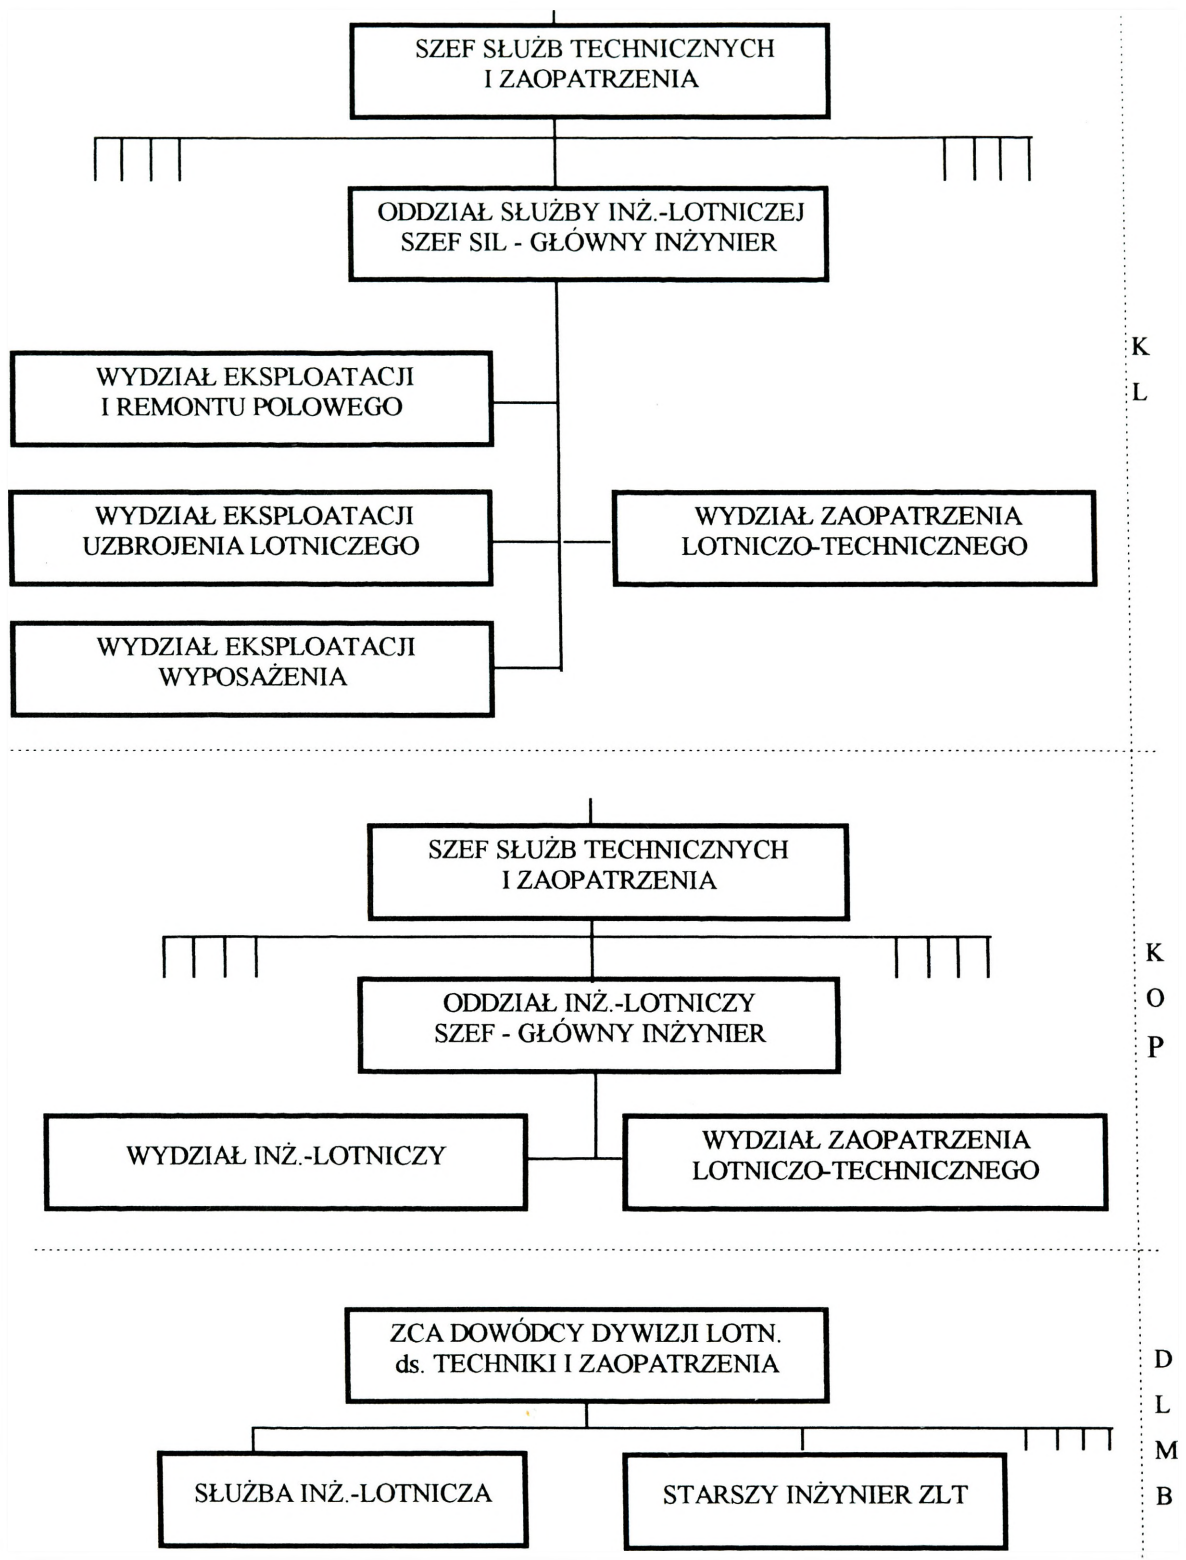 SZEF SŁUŻB TECHNICZNYCH
I ZAOPATRZENIA
ODDZIAŁ SŁUŻBY INŻ.-LOTNICZEJ
SZEF SIL - GŁÓWNY INŻYNIER
WYDZIAŁ EKSPLOATACJI
I REMONTU POLOWEGO
WYDZIAŁ EKSPLOATACJI
UZBROJENIA LOTNICZEGO
WYDZIAŁ ZAOPATRZENIA
LOTNICZO-TECHNICZNEGO
WYDZIAŁ EKSPLOATACJI
WYPOSAŻENIA
K
L
SZEF SŁUŻB TECHNICZNYCH
I ZAOPATRZENIA
ODDZIAŁ INŻ.-LOTNICZY
SZEF - GŁÓWNY INŻYNIER
WYDZIAŁ INŻ.-LOTNICZY
WYDZIAŁ ZAOPATRZENIA
LOTNICZO-TECHNICZNEGO
K
O
P
ZCA DOWÓDCY DYWIZJI LOTN.
ds. TECHNIKI I ZAOPATRZENIA
SŁUŻBA INŻ.-LOTNICZA
STARSZY INŻYNIER ZLT
D
L
M
B